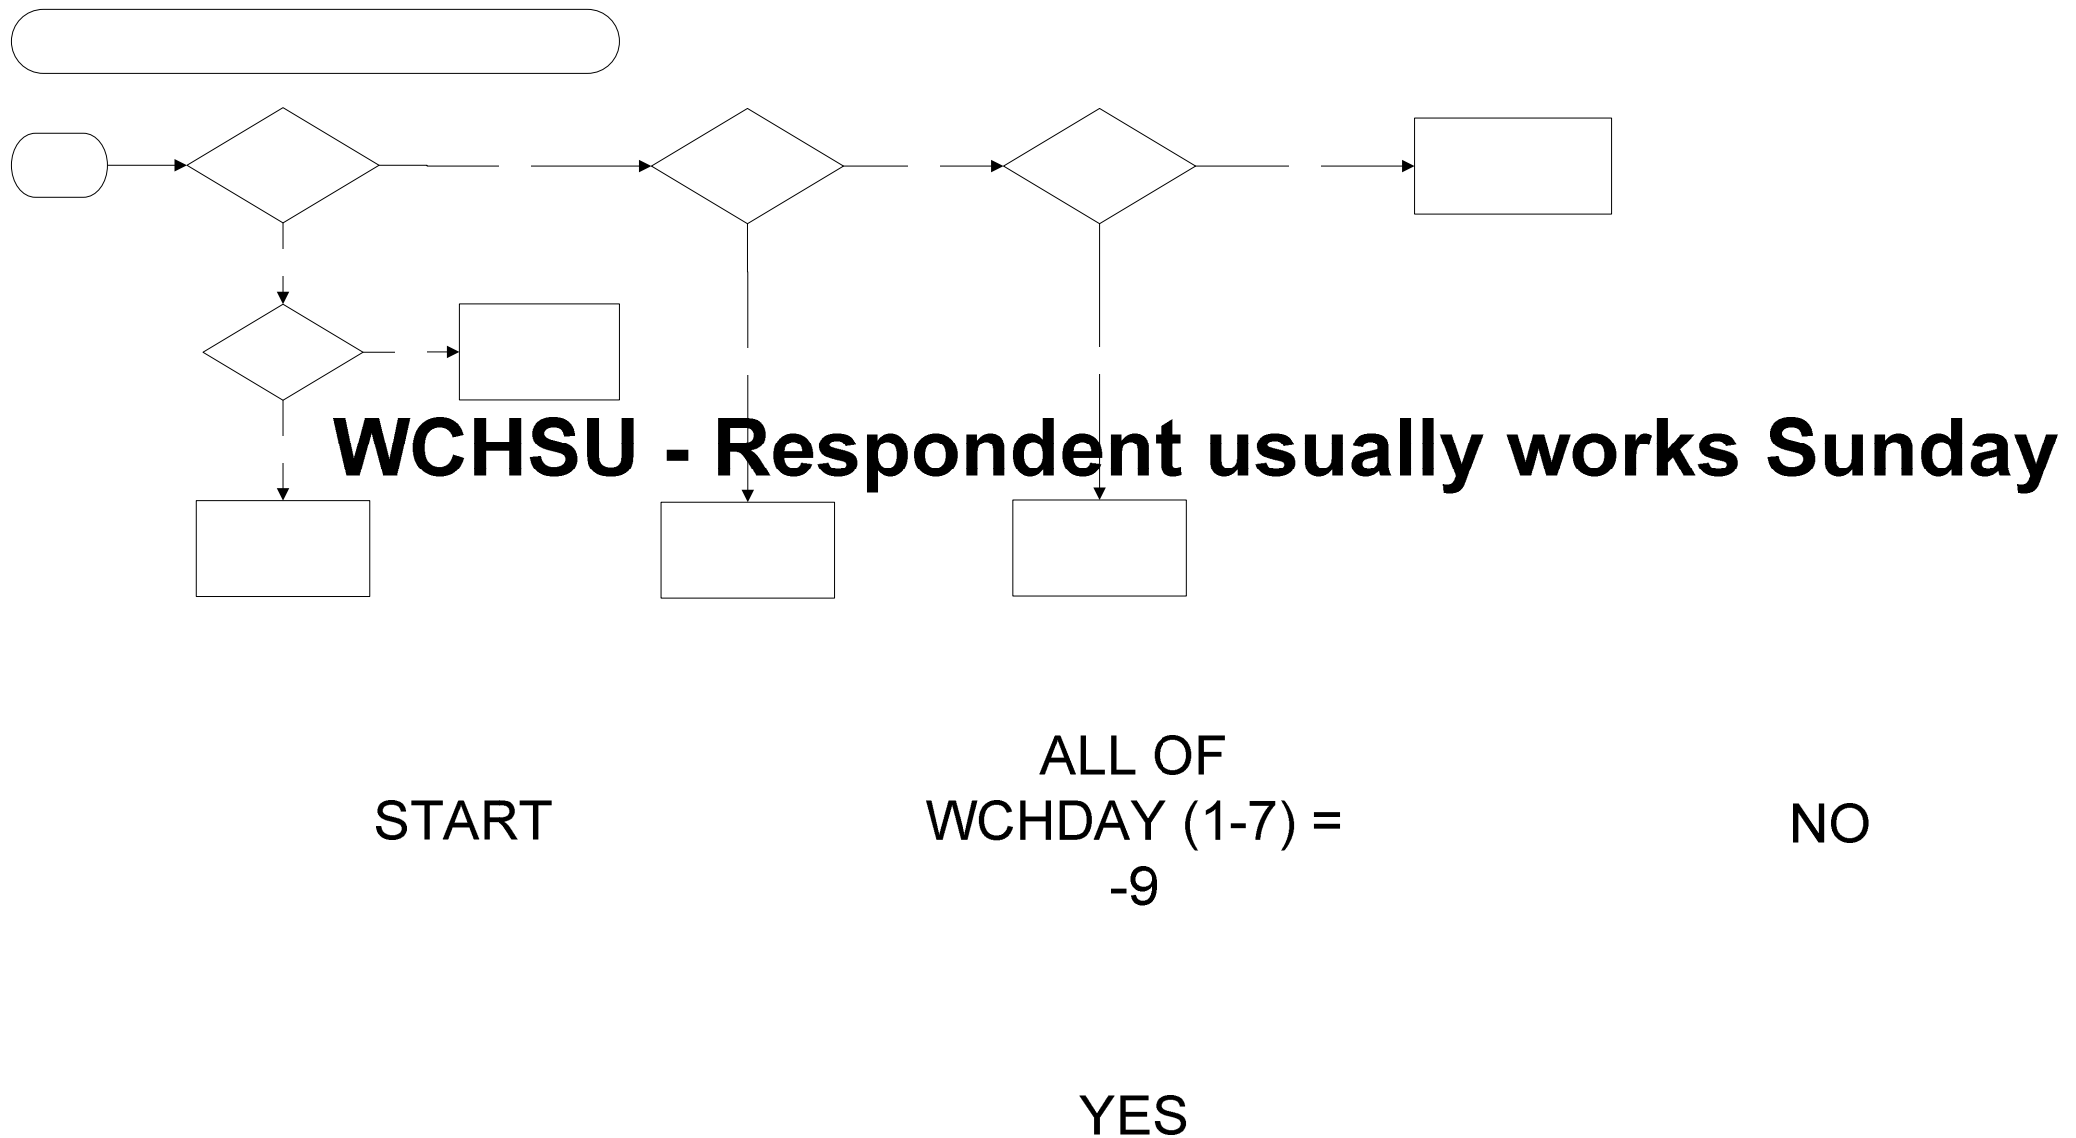 WCHSU - Respondent usually works Sunday
ALL OF
START
WCHDAY (1-7) =
NO
-9
YES